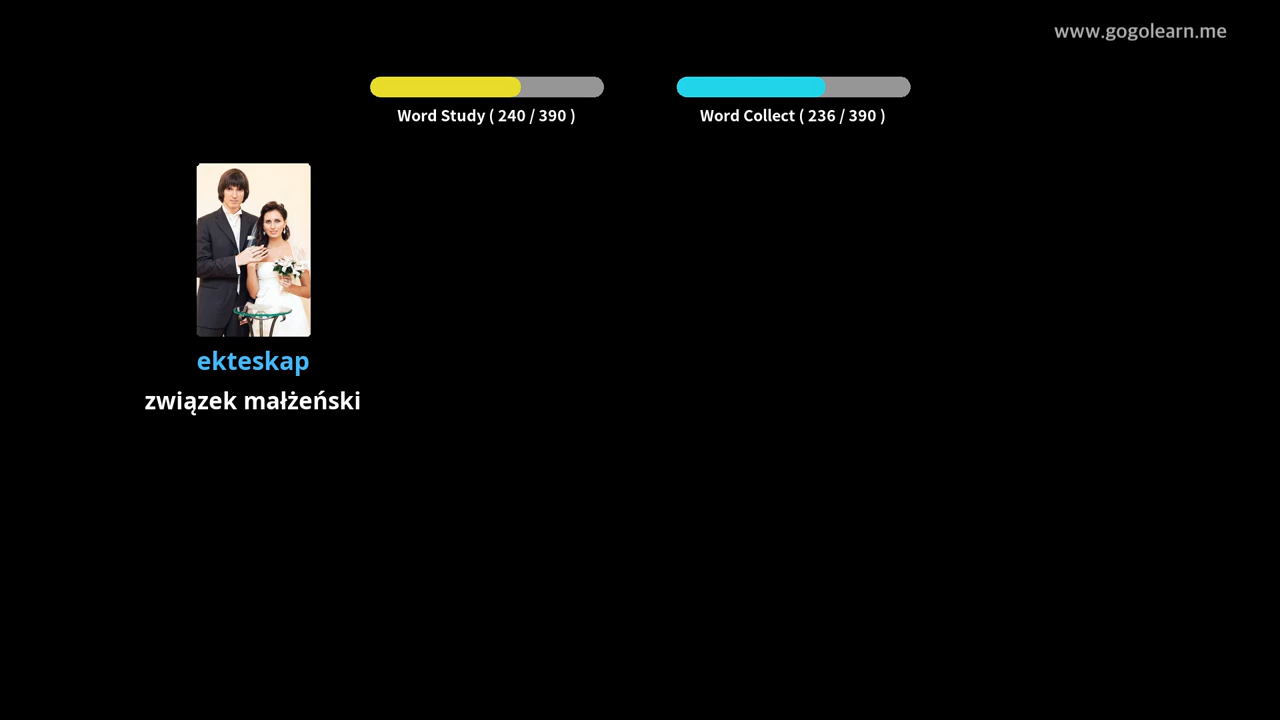 www.gogolearn.me
Word Study ( 240 / 390 )
Word Collect ( 236 / 390 )
ekteskap
związek małżeński